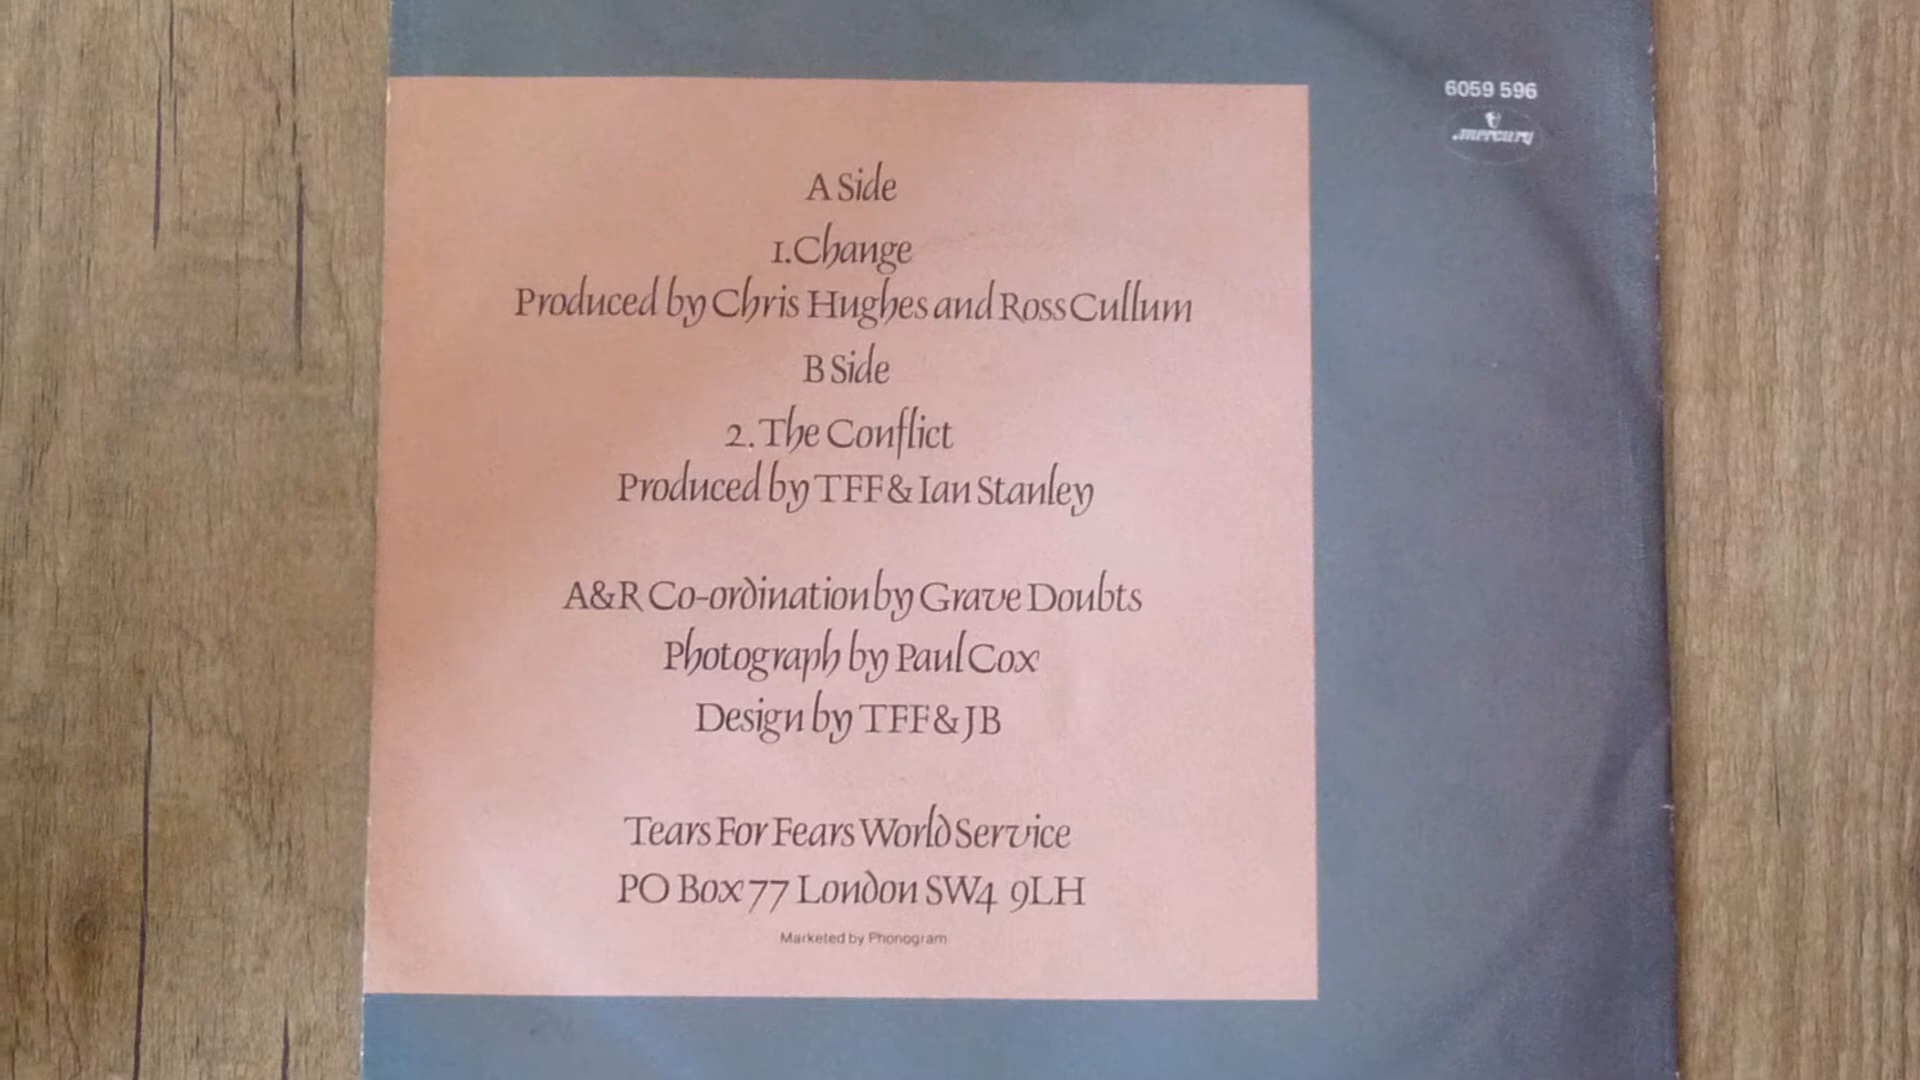 6059 596
mercury
A Side
1. Change
Produced by Chris Hughes and Ross Cullum
B Side
2. The Conflict
Produced by TFF & Ian Stanley
A&R Co-ordination by Grave Doubts
Photograph by Paul Cox
Design by TFF & JB
Tears For Fears World Service
PO Box 77 London SW4 9LH
Marketed by Phonogram